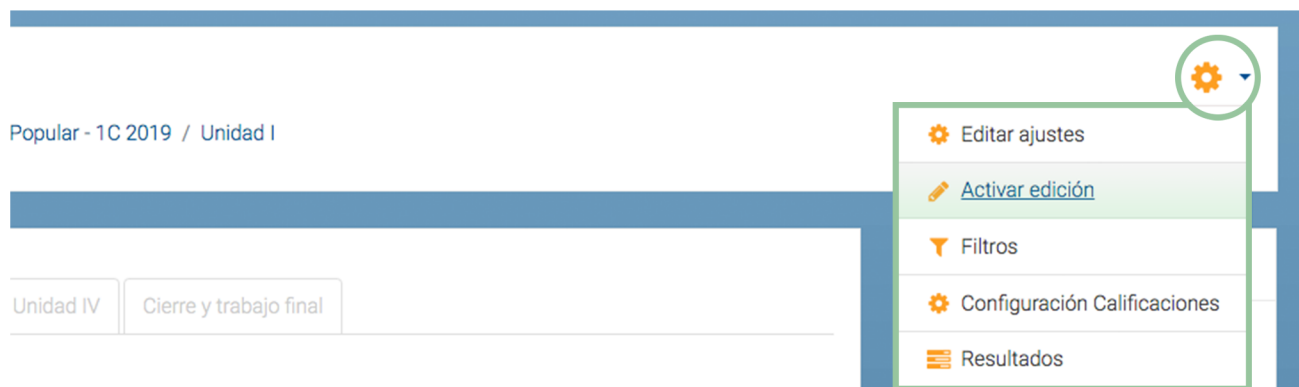 Popular - 1C 2019 / Unidad I
Editar ajustes
Activar edición
Filtros
Configuración Calificaciones
Resultados
Unidad IV
Cierre y trabajo final